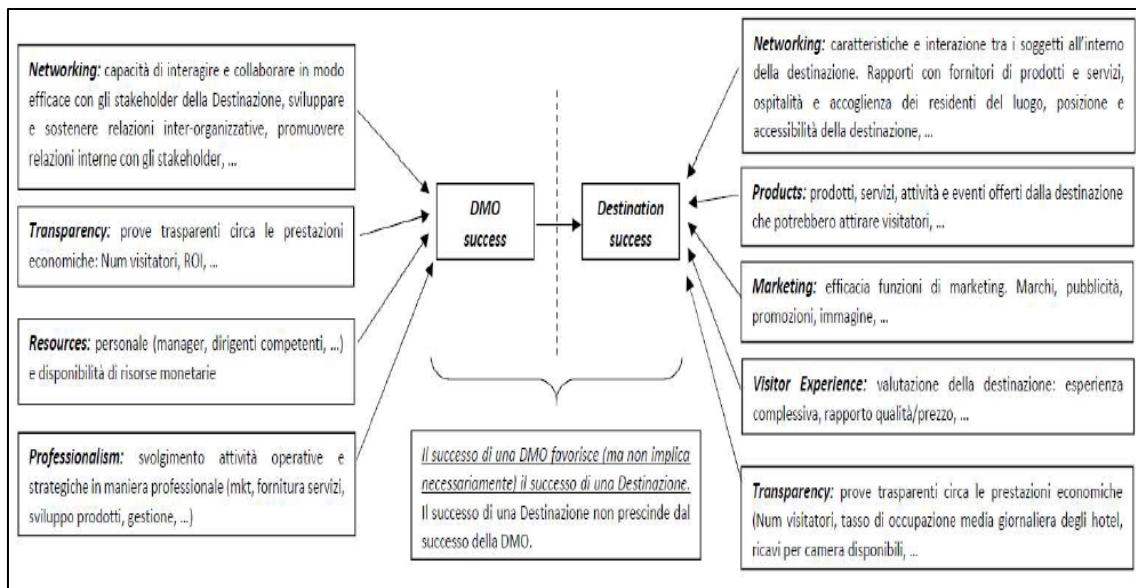 Networking: capacità di interagire e collaborare in modo
efficace con gli stakeholder della Destinazione, sviluppare
e sostenere relazioni inter-organizzative, promuovere
relazioni interne con gli stakeholder, ...
Transparency: prove trasparenti circa le prestazioni
economiche: Num visitatori, ROI, ...
Resources: personale (manager, dirigenti competenti, ...)
e disponibilità di risorse monetarie
Professionalism: svolgimento attività operative e
strategiche in maniera professionale (mkt, fornitura servizi,
sviluppo prodotti, gestione, ...)
DMO
success
Destination
success
Il successo di una DMO favorisce (ma non implica
necessariamente) il successo di una Destinazione.
Il successo di una Destinazione non prescinde dal
successo della DMO.
Networking: caratteristiche e interazione tra i soggetti all'interno
della destinazione. Rapporti con fornitori di prodotti e servizi,
ospitalità e accoglienza dei residenti del luogo, posizione e
accessibilità della destinazione, ...
Products: prodotti, servizi, attività e eventi offerti dalla destinazione
che potrebbero attirare visitatori, ...
Marketing: efficacia funzioni di marketing. Marchi, pubblicità,
promozioni, immagine, ...
Visitor Experience: valutazione della destinazione: esperienza
complessiva, rapporto qualità/prezzo, ...
Transparency: prove trasparenti circa le prestazioni economiche
(Num visitatori, tasso di occupazione media giornaliera degli hotel,
ricavi per camera disponibili, ...